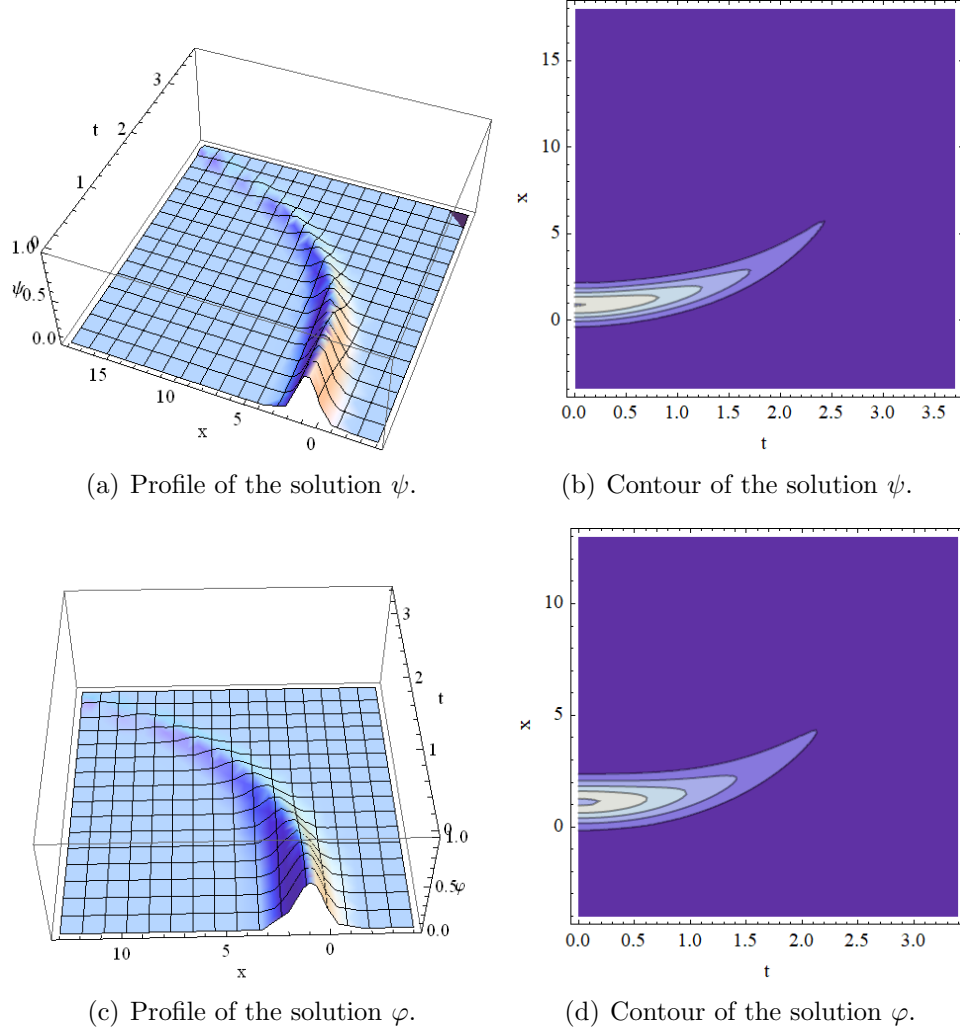 3
2
t
1
0
1.0
ψ
0.5
0.0
15
10
5
0
x
15
10
5
0
x
0.0 0.5 1.0 1.5 2.0 2.5 3.0 3.5
t
(a) Profile of the solution ψ.
(b) Contour of the solution ψ.
3
2
t
1
0
1.0
0.5
φ
0.0
10
5
0
x
10
5
0
x
0.0 0.5 1.0 1.5 2.0 2.5 3.0
t
(c) Profile of the solution φ.
(d) Contour of the solution φ.